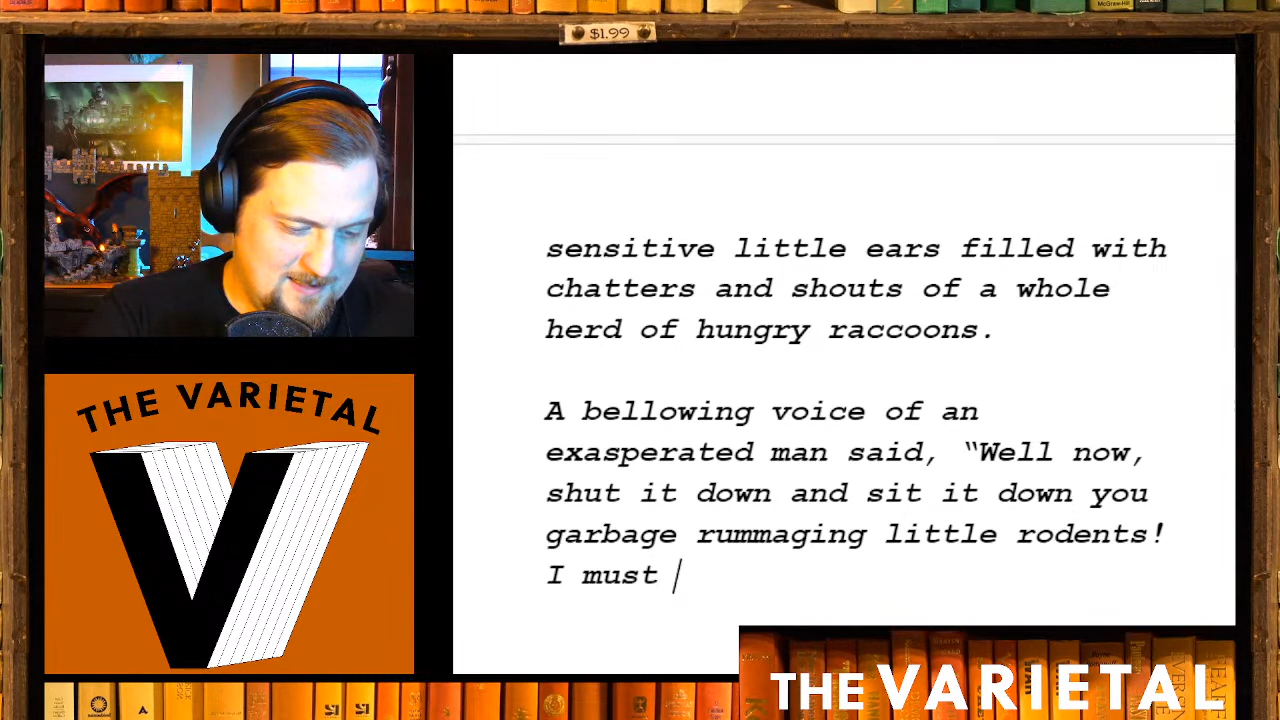 McGraw-Hill
$1.99
sensitive little ears filled with
chatters and shouts of a whole
herd of hungry raccoons.
A bellowing voice of an
exasperated man said, “Well now,
shut it down and sit it down you
garbage rummaging little rodents!
I must
THE VARIETAL
THE VARIETAL